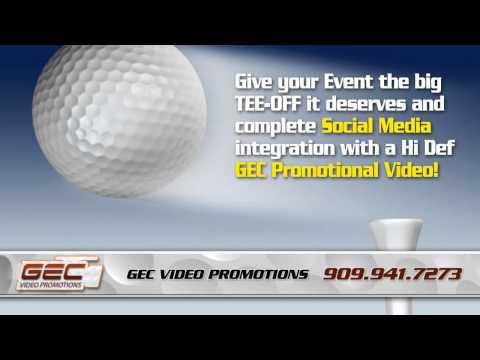 Give your Event the big
TEE-OFF it deserves and
complete Social Media
integration with a Hi Def
GEC Promotional Video!
GEC
VIDEO PROMOTIONS
GEC VIDEO PROMOTIONS 909.941.7273